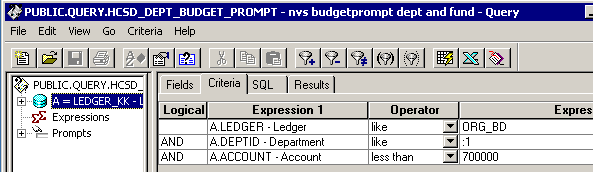 PUBLIC.QUERY.HCSD_DEPT_BUDGET_PROMPT - nvs budgetprompt dept and fund - Query
File Edit View Go Criteria Help
PUBLIC.QUERY.HCSD_
A = LEDGER_KK - L
Expressions
Prompts
Fields Criteria SQL Results
Logical Expression 1 Operator Expres
A.LEDGER - Ledger like ORG_BD
AND A.DEPTID - Department like :1
AND A.ACCOUNT - Account less than 700000